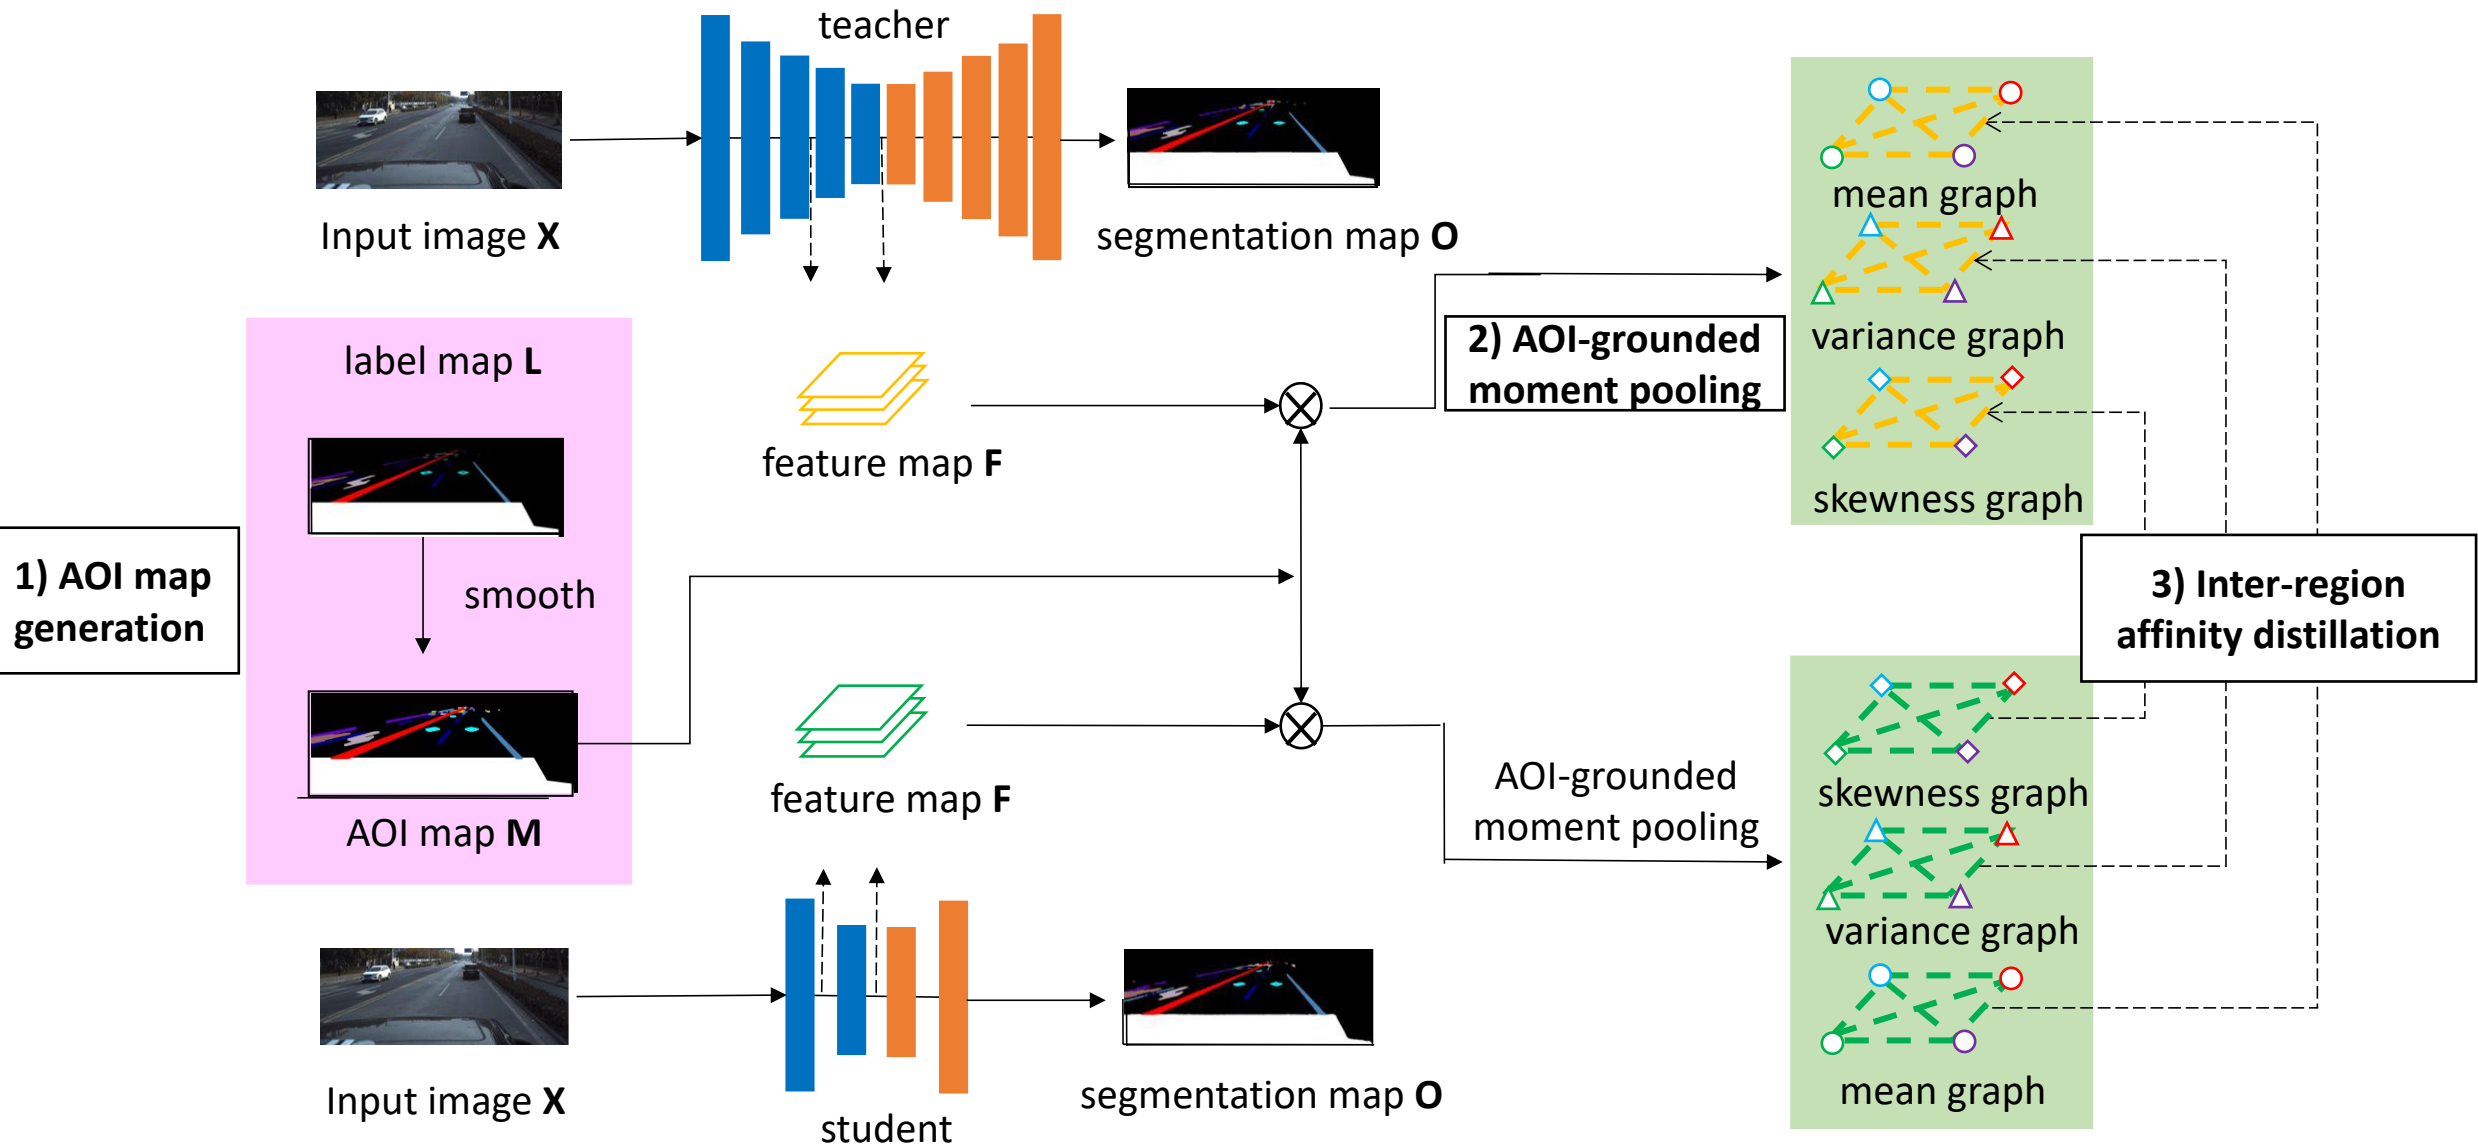 teacher
Input image X
segmentation map O
mean graph
variance graph
skewness graph
2) AOI-grounded
moment pooling
label map L
feature map F
1) AOI map
generation
smooth
3) Inter-region
affinity distillation
AOI map M
feature map F
AOI-grounded
moment pooling
skewness graph
variance graph
mean graph
Input image X
segmentation map O
student